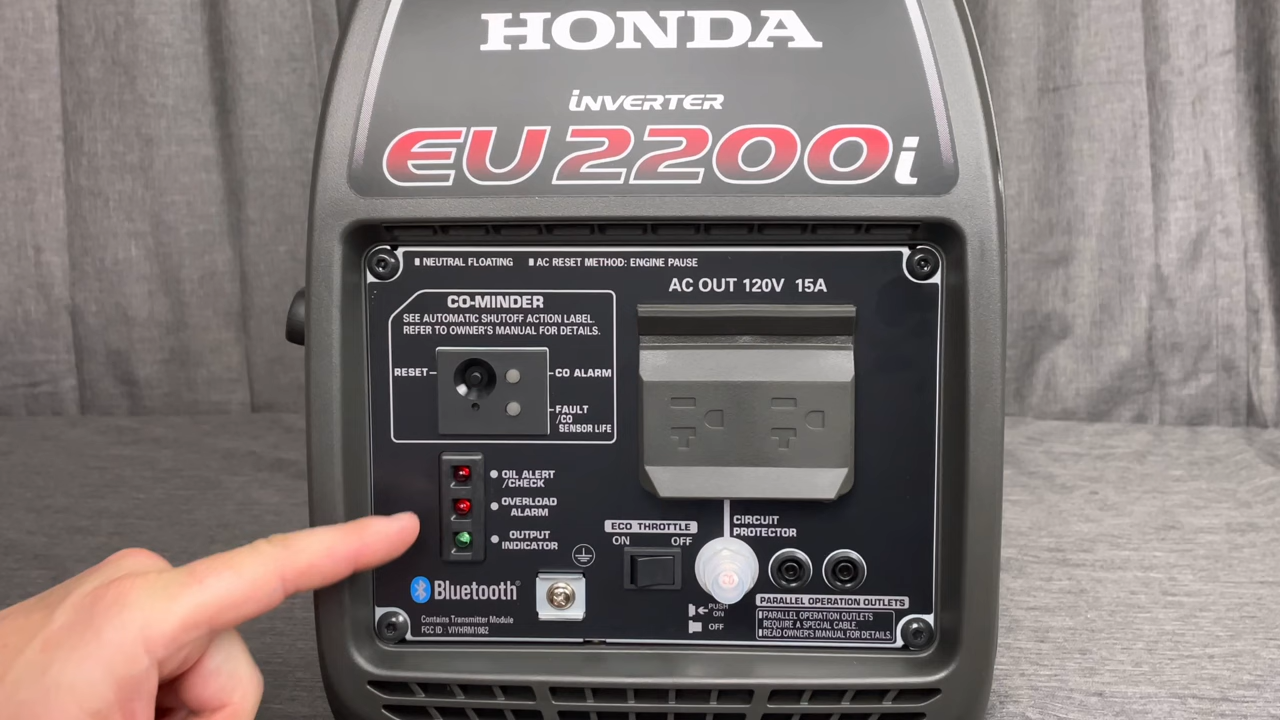 HONDA
INVERTER
EU2200i
NEUTRAL FLOATING AC RESET METHOD: ENGINE PAUSE
AC OUT 120V 15A
CO-MINDER
SEE AUTOMATIC SHUTOFF ACTION LABEL.
REFER TO OWNER'S MANUAL FOR DETAILS.
RESET
CO ALARM
FAULT
/CO
SENSOR LIFE
OIL ALERT
/CHECK
OVERLOAD
ALARM
OUTPUT
INDICATOR
ECO THROTTLE
ON OFF
CIRCUIT
PROTECTOR
PUSH
ON
OFF
PARALLEL OPERATION OUTLETS
PARALLEL OPERATION OUTLETS
REQUIRE A SPECIAL CABLE.
READ OWNER'S MANUAL FOR DETAILS.
Bluetooth®
Contains Transmitter Module
FCC ID : VIYHRM1062